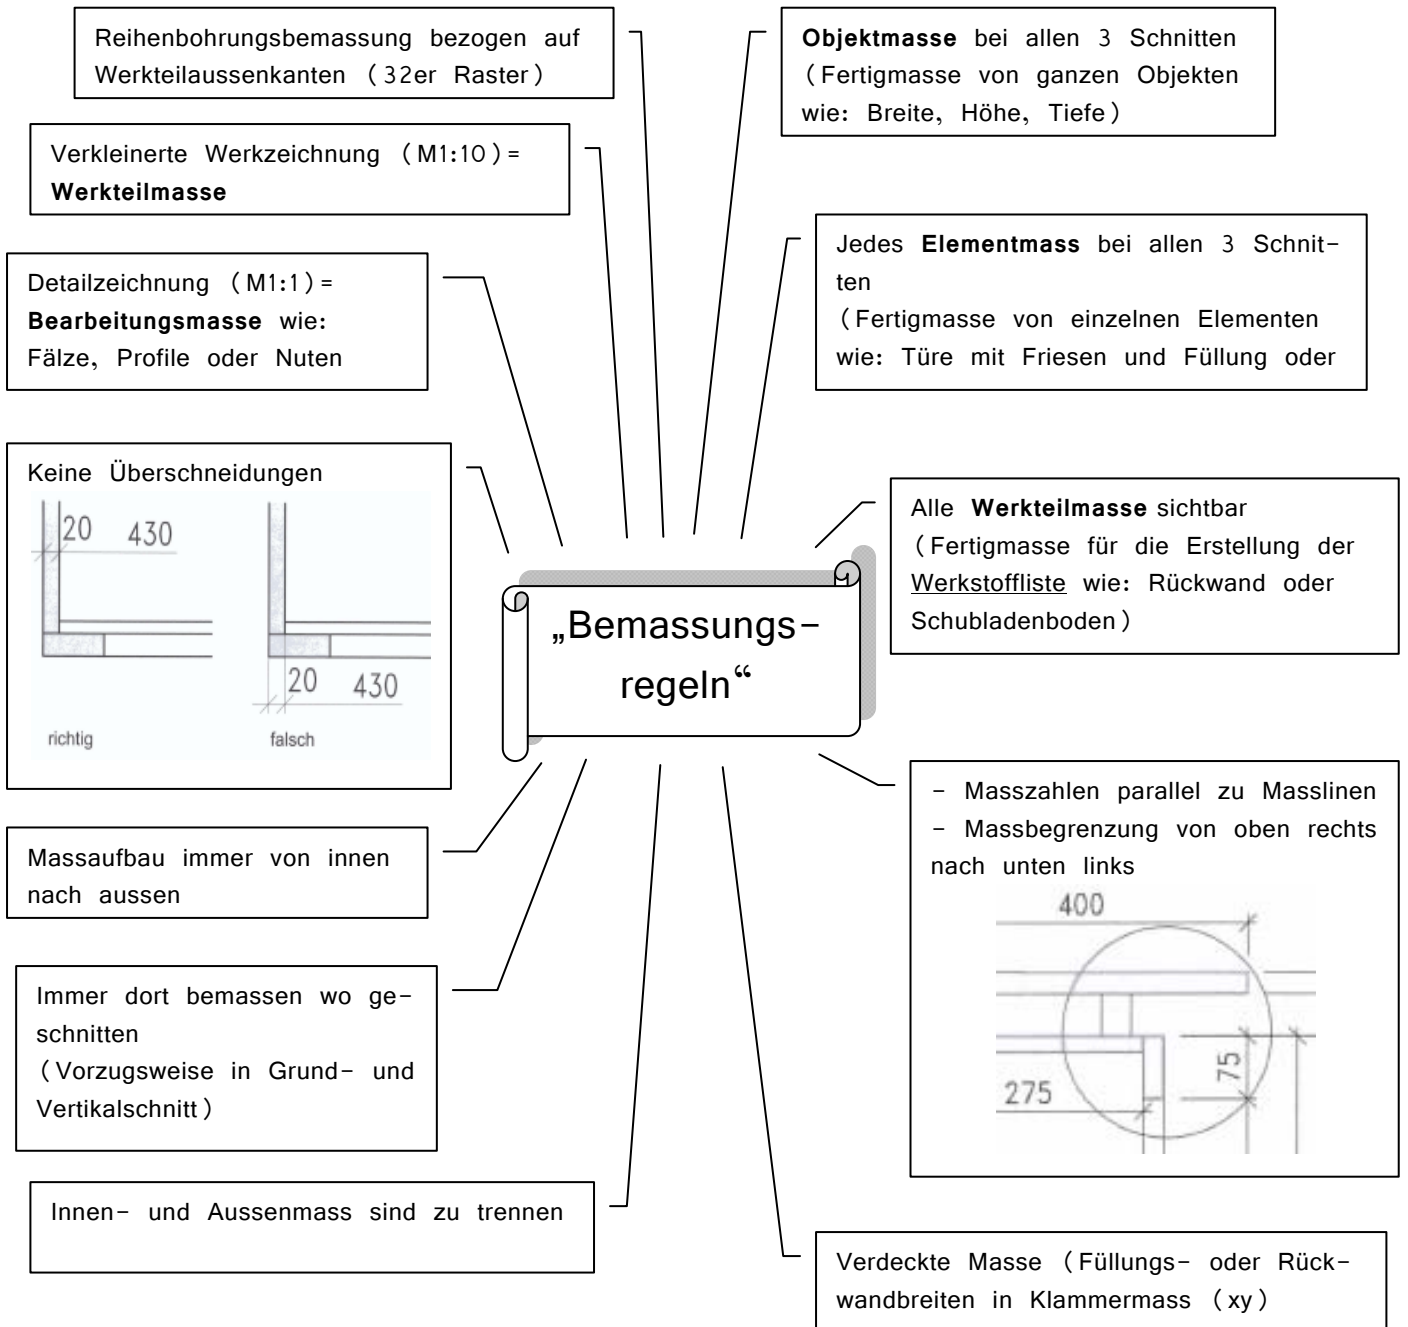 Reihenbohrungsbemassung bezogen auf
Werkteilaussenkanten (32er Raster)
Objektmasse bei allen 3 Schnitten
(Fertigmasse von ganzen Objekten
wie: Breite, Höhe, Tiefe)
Verkleinerte Werkzeichnung (M1:10)=
Werkteilmasse
Jedes Elementmass bei allen 3 Schnit-
ten
(Fertigmasse von einzelnen Elementen
wie: Türe mit Friesen und Füllung oder
Detailzeichnung (M1:1)=
Bearbeitungsmasse wie:
Fälze, Profile oder Nuten
Keine Überschneidungen
20 430
20 430
richtig falsch
Alle Werkteilmasse sichtbar
(Fertigmasse für die Erstellung der
Werkstoffliste wie: Rückwand oder
Schubladenboden)
„Bemassungs-
regeln“
- Masszahlen parallel zu Masslinen
- Massbegrenzung von oben rechts
nach unten links
400
75
275
Massaufbau immer von innen
nach aussen
Immer dort bemassen wo ge-
schnitten
(Vorzugsweise in Grund- und
Vertikalschnitt)
Innen- und Aussenmass sind zu trennen
Verdeckte Masse (Füllungs- oder Rück-
wandbreiten in Klammermass (xy)